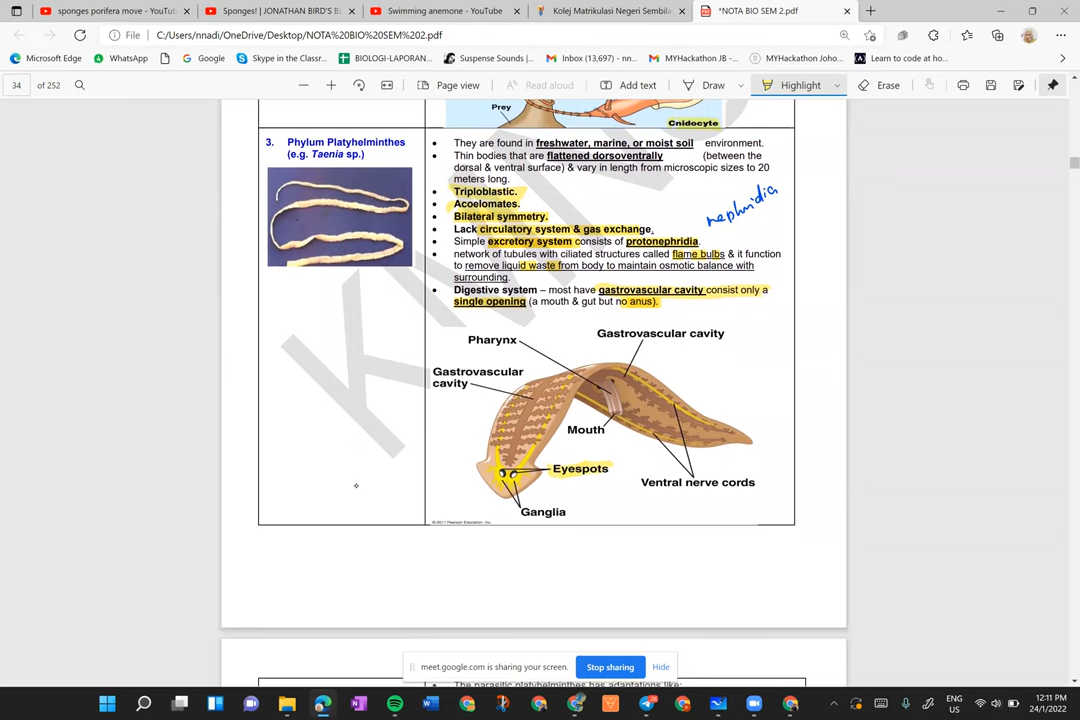 sponges porifera move - YouTub
Sponges! | JONATHAN BIRD'S B
Swimming anemone - YouTube
Kolej Matrikulasi Negeri Sembila
*NOTA BIO SEM 2.pdf
File
C:/Users/nnadi/OneDrive/Desktop/NOTA%20BIO%20SEM%202.pdf
Microsoft Edge
WhatsApp
Google
Skype in the Classr...
BIOLOGI-LAPORAN...
Suspense Sounds |...
Inbox (13,697) - nn...
MYHackathon JB -...
MYHackathon Joho...
Learn to code at ho...
34 of 252
Page view
Read aloud
Add text
Draw
Highlight
Erase
Prey
Cnidocyte
3. Phylum Platyhelminthes
(e.g. Taenia sp.)
• They are found in freshwater, marine, or moist soil environment.
• Thin bodies that are flattened dorsoventrally (between the
dorsal & ventral surface) & vary in length from microscopic sizes to 20
meters long.
• Triploblastic.
• Acoelomates.
• Bilateral symmetry.
• Lack circulatory system & gas exchange.
• Simple excretory system consists of protonephridia.
• network of tubules with ciliated structures called flame bulbs & it function
to remove liquid waste from body to maintain osmotic balance with
surrounding.
• Digestive system – most have gastrovascular cavity consist only a
single opening (a mouth & gut but no anus).
nephridia
Pharynx
Gastrovascular cavity
Gastrovascular
cavity
Mouth
Eyespots
Ventral nerve cords
Ganglia
© 2011 Pearson Education, Inc.
meet.google.com is sharing your screen.
Stop sharing
Hide
• The parasitic platyhelminthes has adaptations like:
ENG
US
12:11 PM
24/1/2022